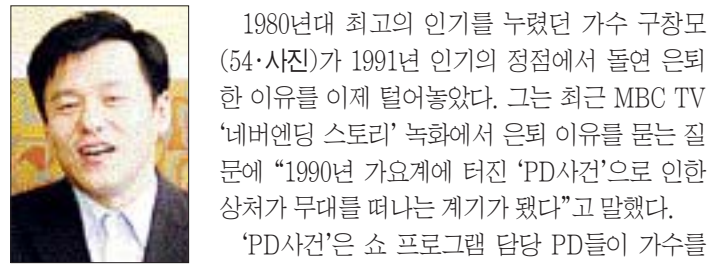 1980년대 최고의 인기를 누렸던 가수 구창모
(54·사진)가 1991년 인기의 정점에서 돌연 은퇴
한 이유를 이제 털어놓았다. 그는 최근 MBC TV
‘네버엔딩 스토리’ 녹화에서 은퇴 이유를 묻는 질
문에 “1990년 가요계에 터진 ‘PD사건’으로 인한
상처가 무대를 떠나는 계기가 됐다”고 말했다.
‘PD사건’은 쇼 프로그램 담당 PD들이 가수를